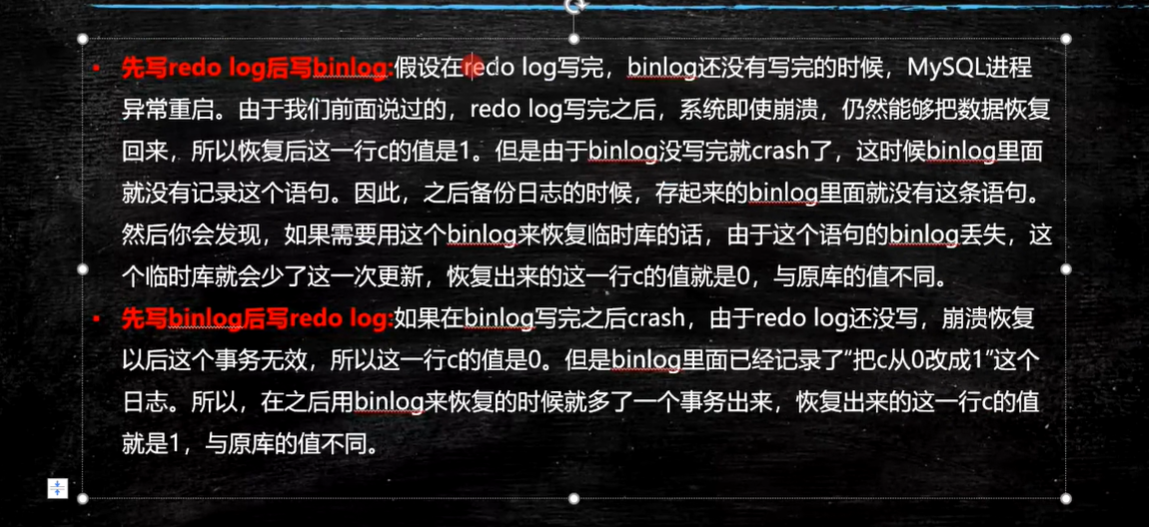 • 先写redo log后写binlog:假设在redo log写完，binlog还没有写完的时候，MySQL进程
异常重启。由于我们前面说过的，redo log写完之后，系统即使崩溃，仍然能够把数据恢复
回来，所以恢复后这一行c的值是1。但是由于binlog没写完就crash了，这时候binlog里面
就没有记录这个语句。因此，之后备份日志的时候，存起来的binlog里面就没有这条语句。
然后你会发现，如果需要用这个binlog来恢复临时库的话，由于这个语句的binlog丢失，这
个临时库就会少了这一次更新，恢复出来的这一行c的值就是0，与原库的值不同。
• 先写binlog后写redo log:如果在binlog写完之后crash，由于redo log还没写，崩溃恢复
以后这个事务无效，所以这一行c的值是0。但是binlog里面已经记录了“把c从0改成1”这个
日志。所以，在之后用binlog来恢复的时候就多了一个事务出来，恢复出来的这一行c的值
就是1，与原库的值不同。